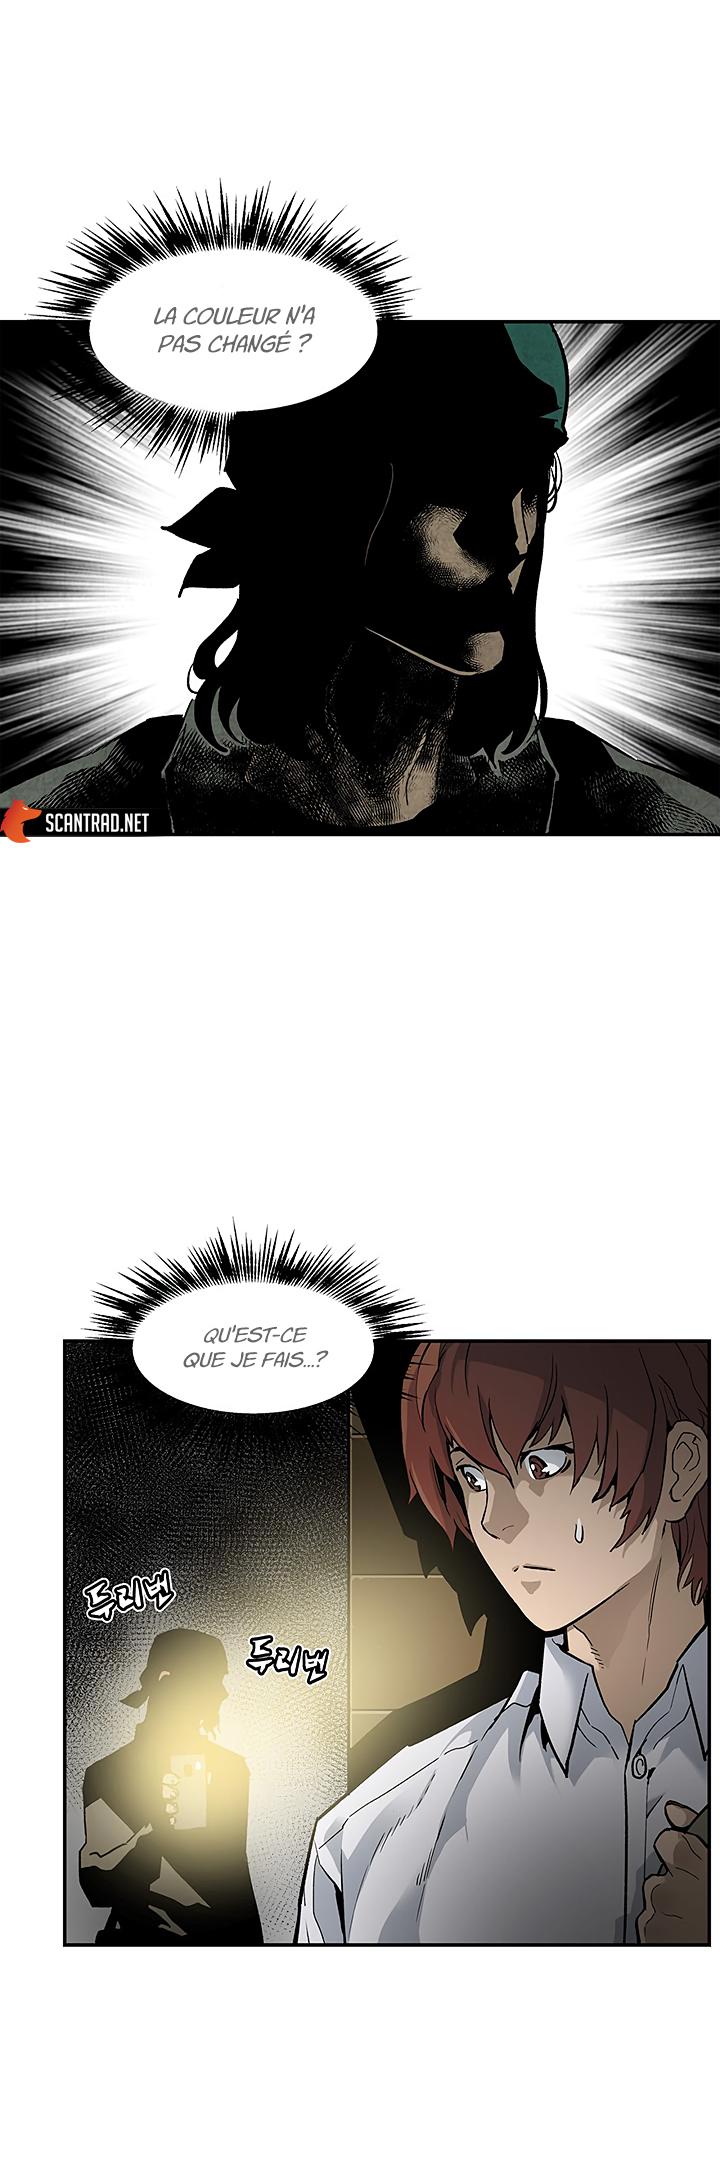 LA COULEUR N'A
PAS CHANGÉ ?
SCANTRAD.NET
QU'EST-CE
QUE JE FAIS...?
두리번
두리번